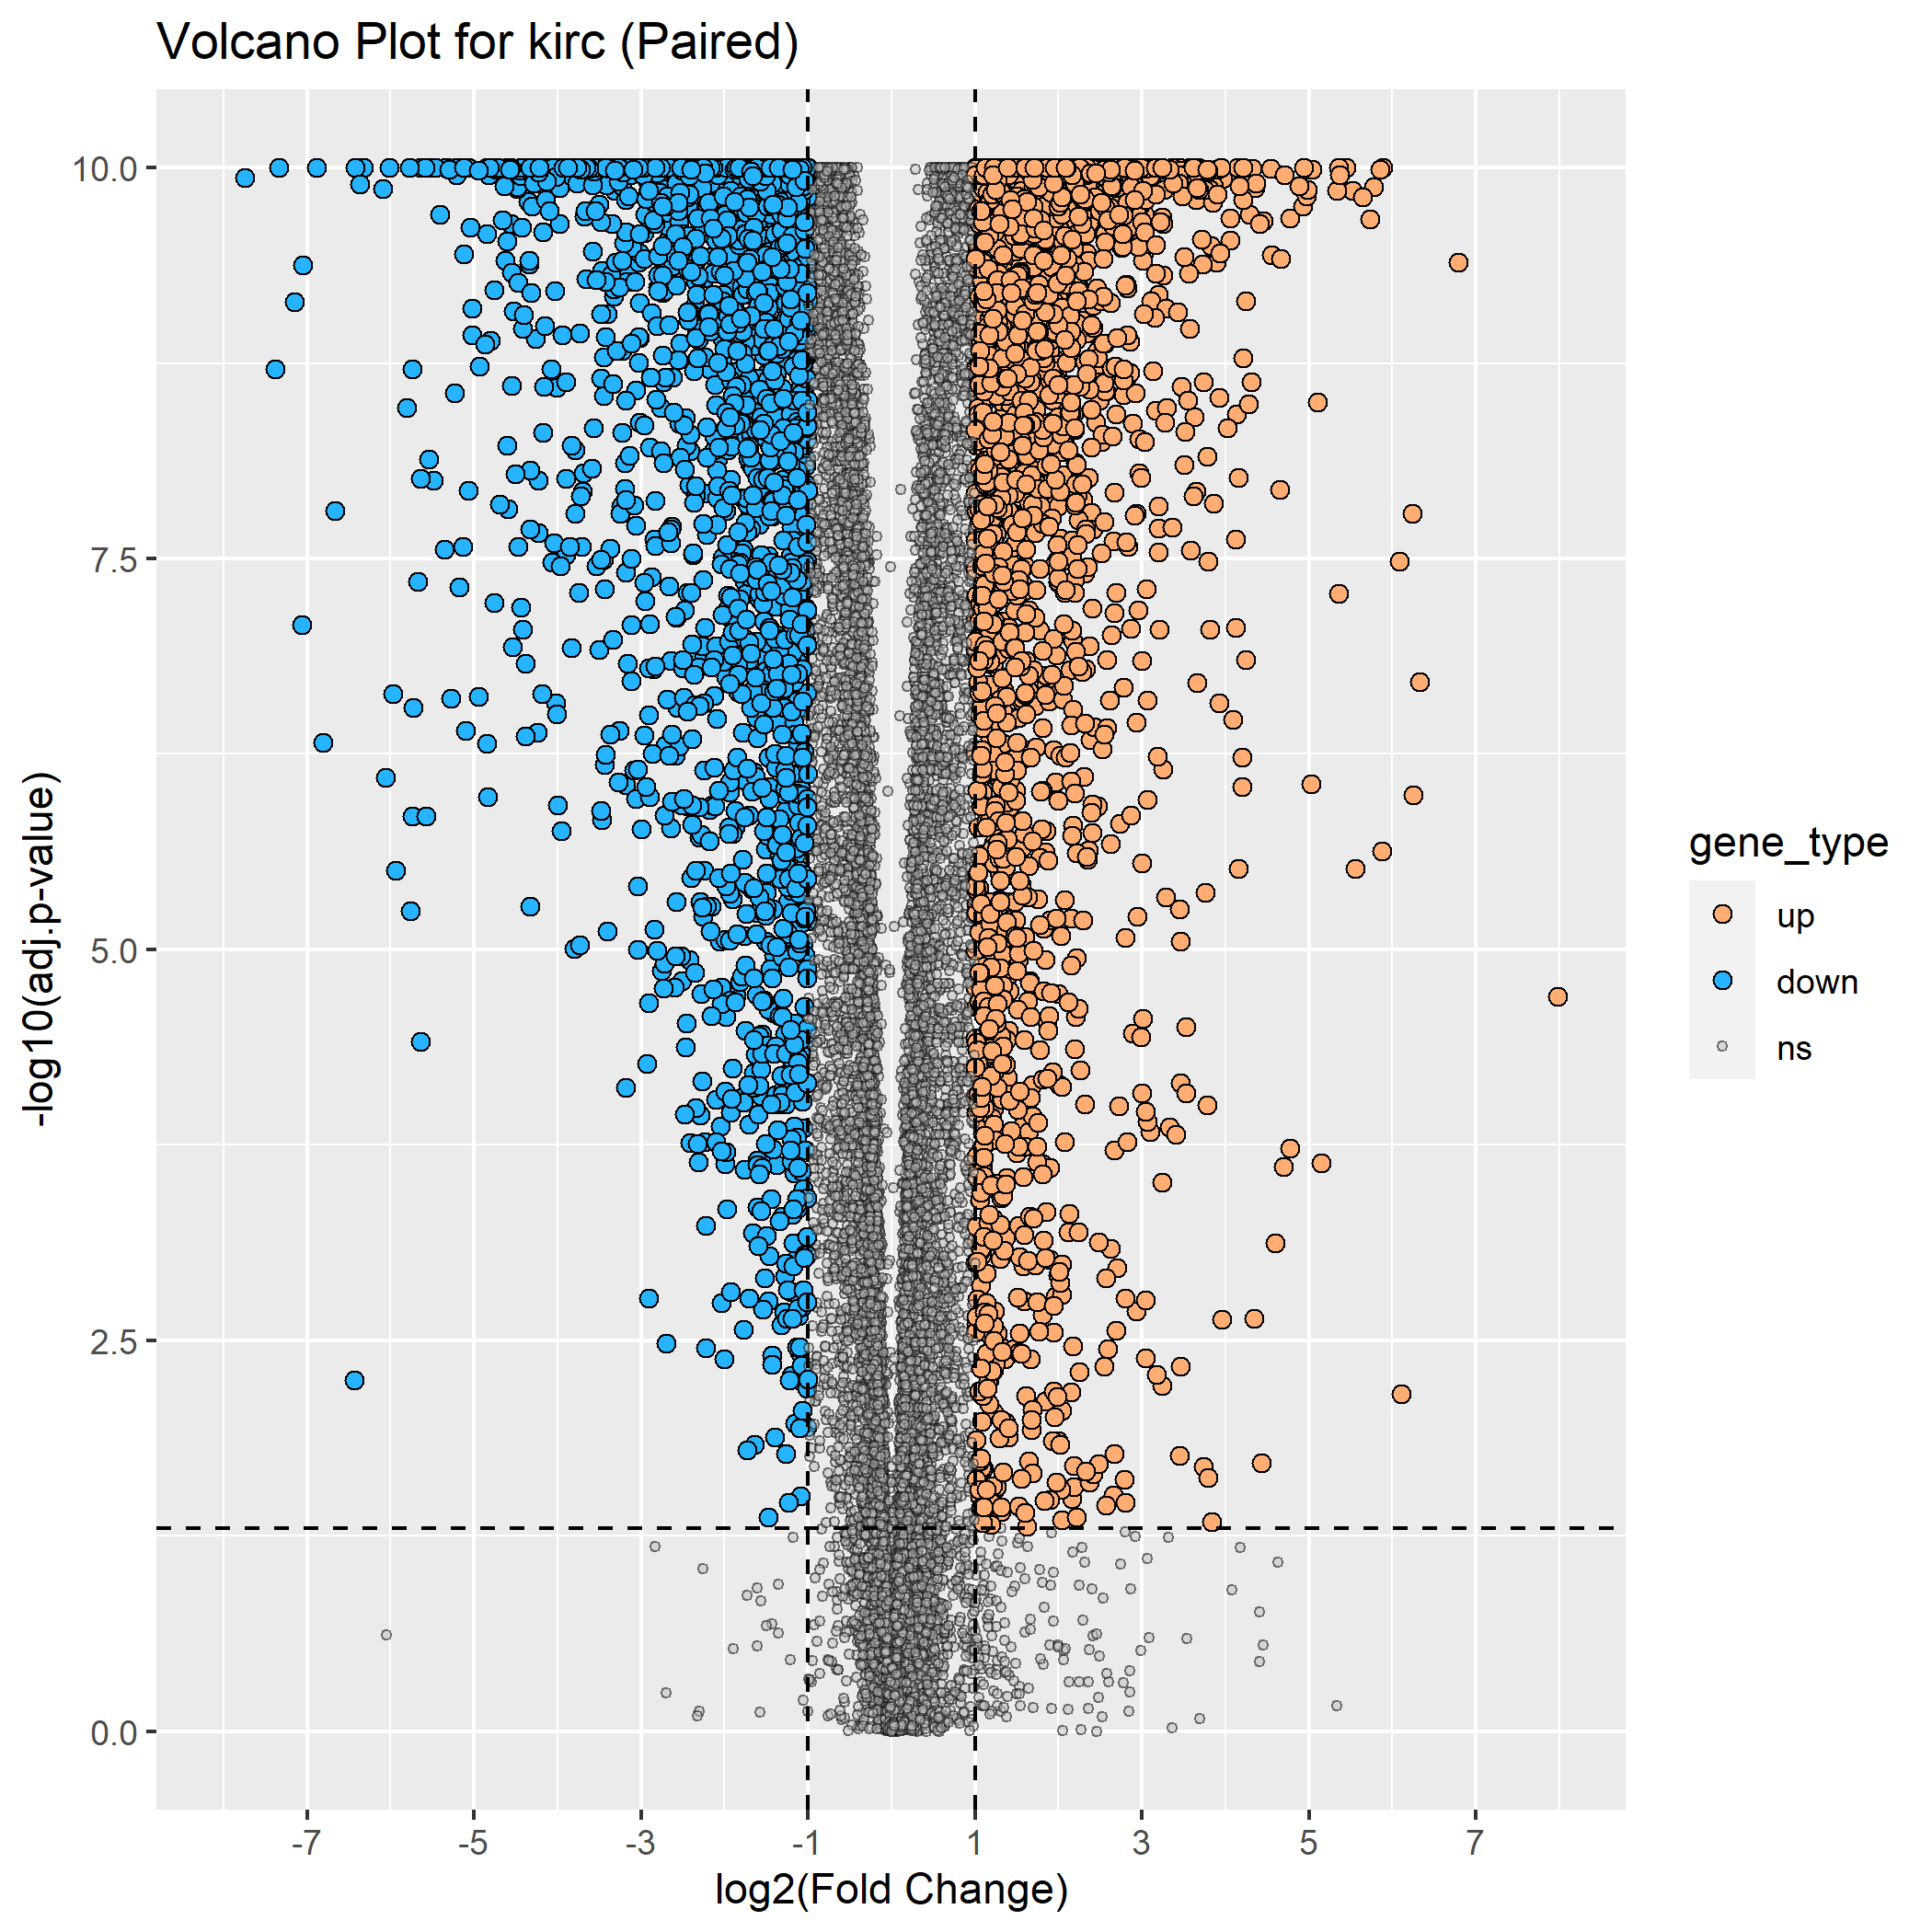 Volcano Plot for kirc (Paired)
10.0
7.5
5.0
2.5
0.0
-log10(adj.p-value)
-7 -5 -3 -1 1 3 5 7
log2(Fold Change)
gene_type
up
down
ns